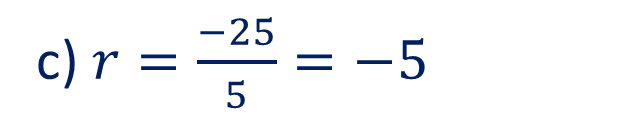 c) r = −25/5 = −5